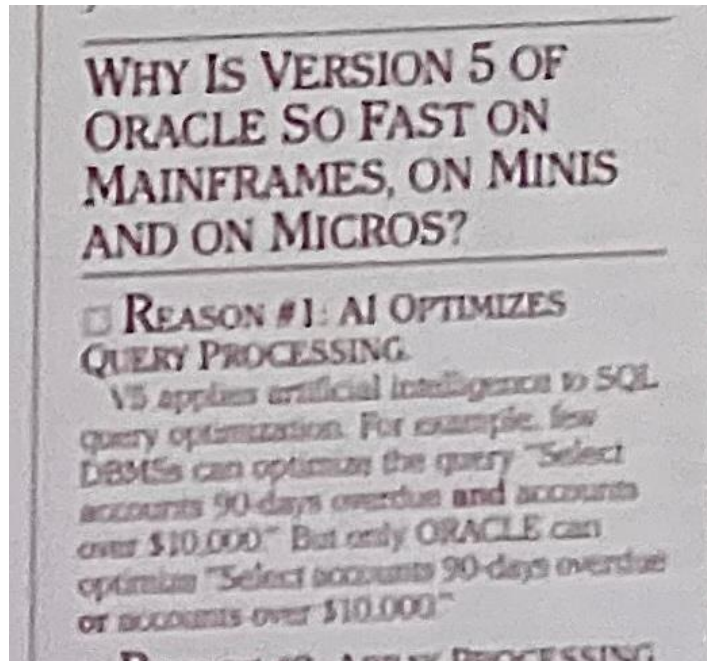 WHY IS VERSION 5 OF
ORACLE SO FAST ON
MAINFRAMES, ON MINIS
AND ON MICROS?
REASON #1: AI OPTIMIZES
QUERY PROCESSING
V5 applies artificial intelligence to SQL
query optimization. For example, few
DBMSs can optimize the query "Select
accounts 90-days overdue and accounts
over $10,000" But only ORACLE can
optimize "Select accounts 90-days overdue
or accounts over $10,000"
PROCESSING